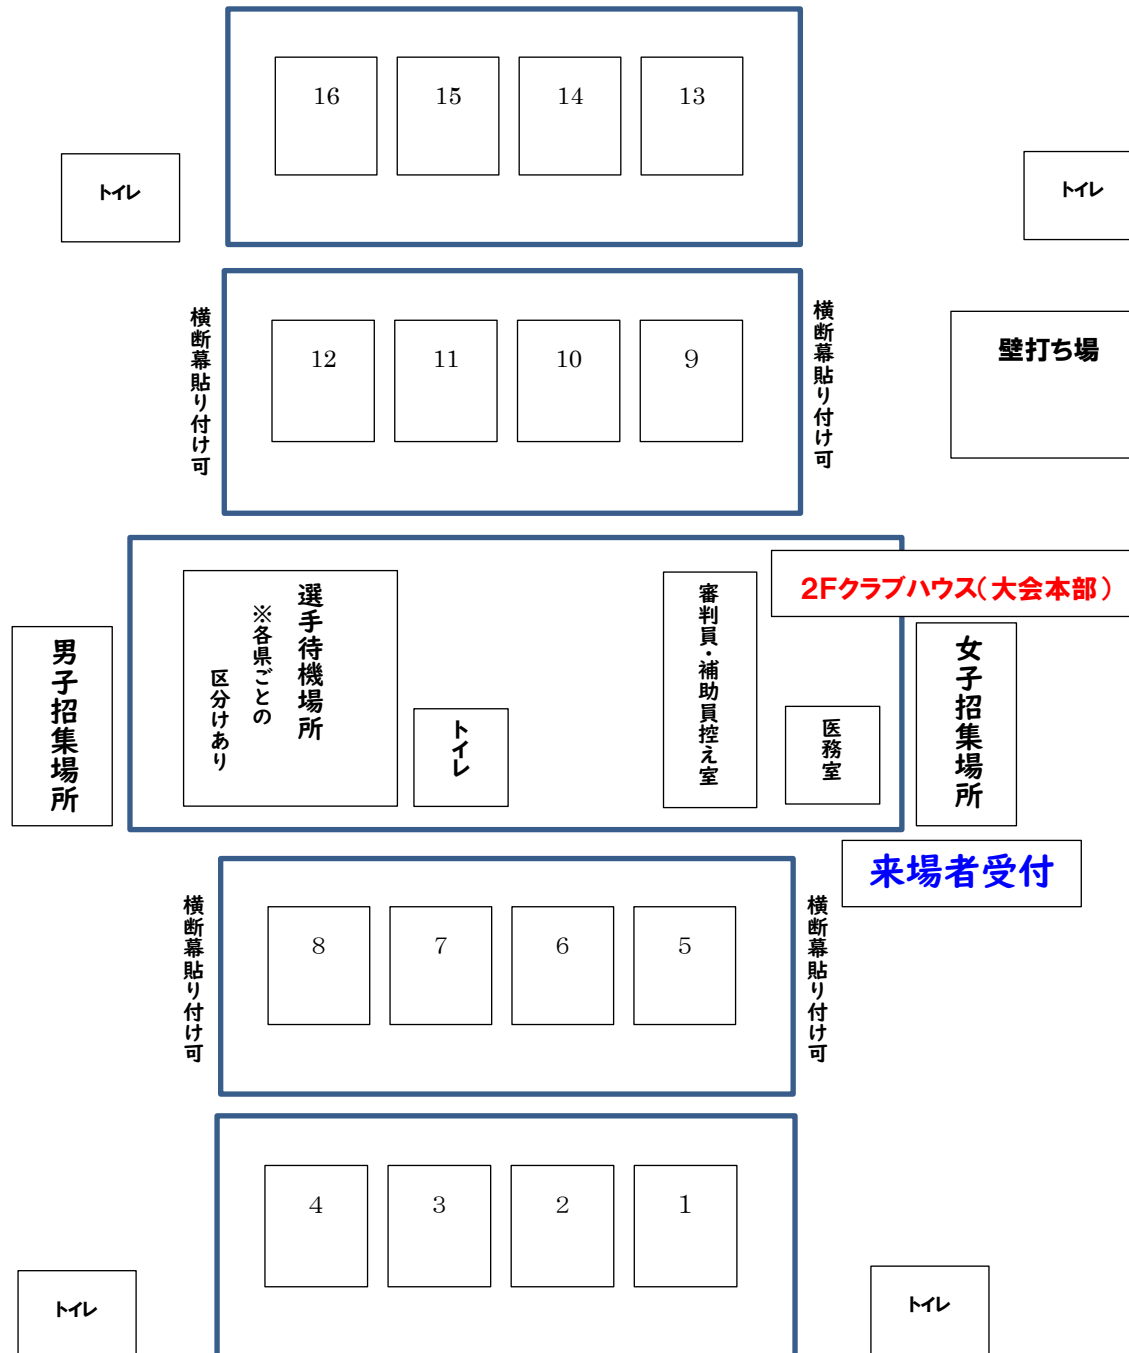 16 15 14 13
トイレ
トイレ
横断幕貼り付け可
横断幕貼り付け可
12 11 10 9
壁打ち場
2Fクラブハウス(大会本部)
男子招集場所
選手待機場所
※各県ごとの
区分けあり
トイレ
審判員・補助員控え室
医務室
女子招集場所
来場者受付
横断幕貼り付け可
横断幕貼り付け可
8 7 6 5
4 3 2 1
トイレ
トイレ